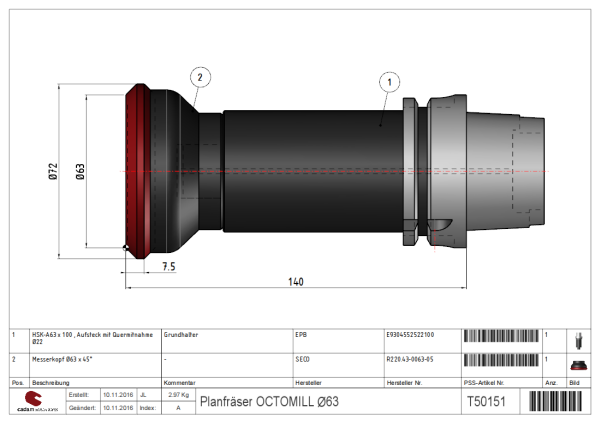 2
1
Ø72
Ø63
7.5
140
1 HSK-A63 x 100 , Aufsteck mit Quermitnahme Grundhalter EPB E9304552522100 1
Ø22
2 Messerkopf Ø63 x 45° - SECO R220.43-0063-05 1
Pos. Beschreibung Kommentar Hersteller Hersteller Nr. PSS-Artikel Nr. Anz. Bild
Erstellt: 10.11.2016 JL 2.97 Kg Planfräser OCTOMILL Ø63 T50151
Geändert: 10.11.2016 Index: A